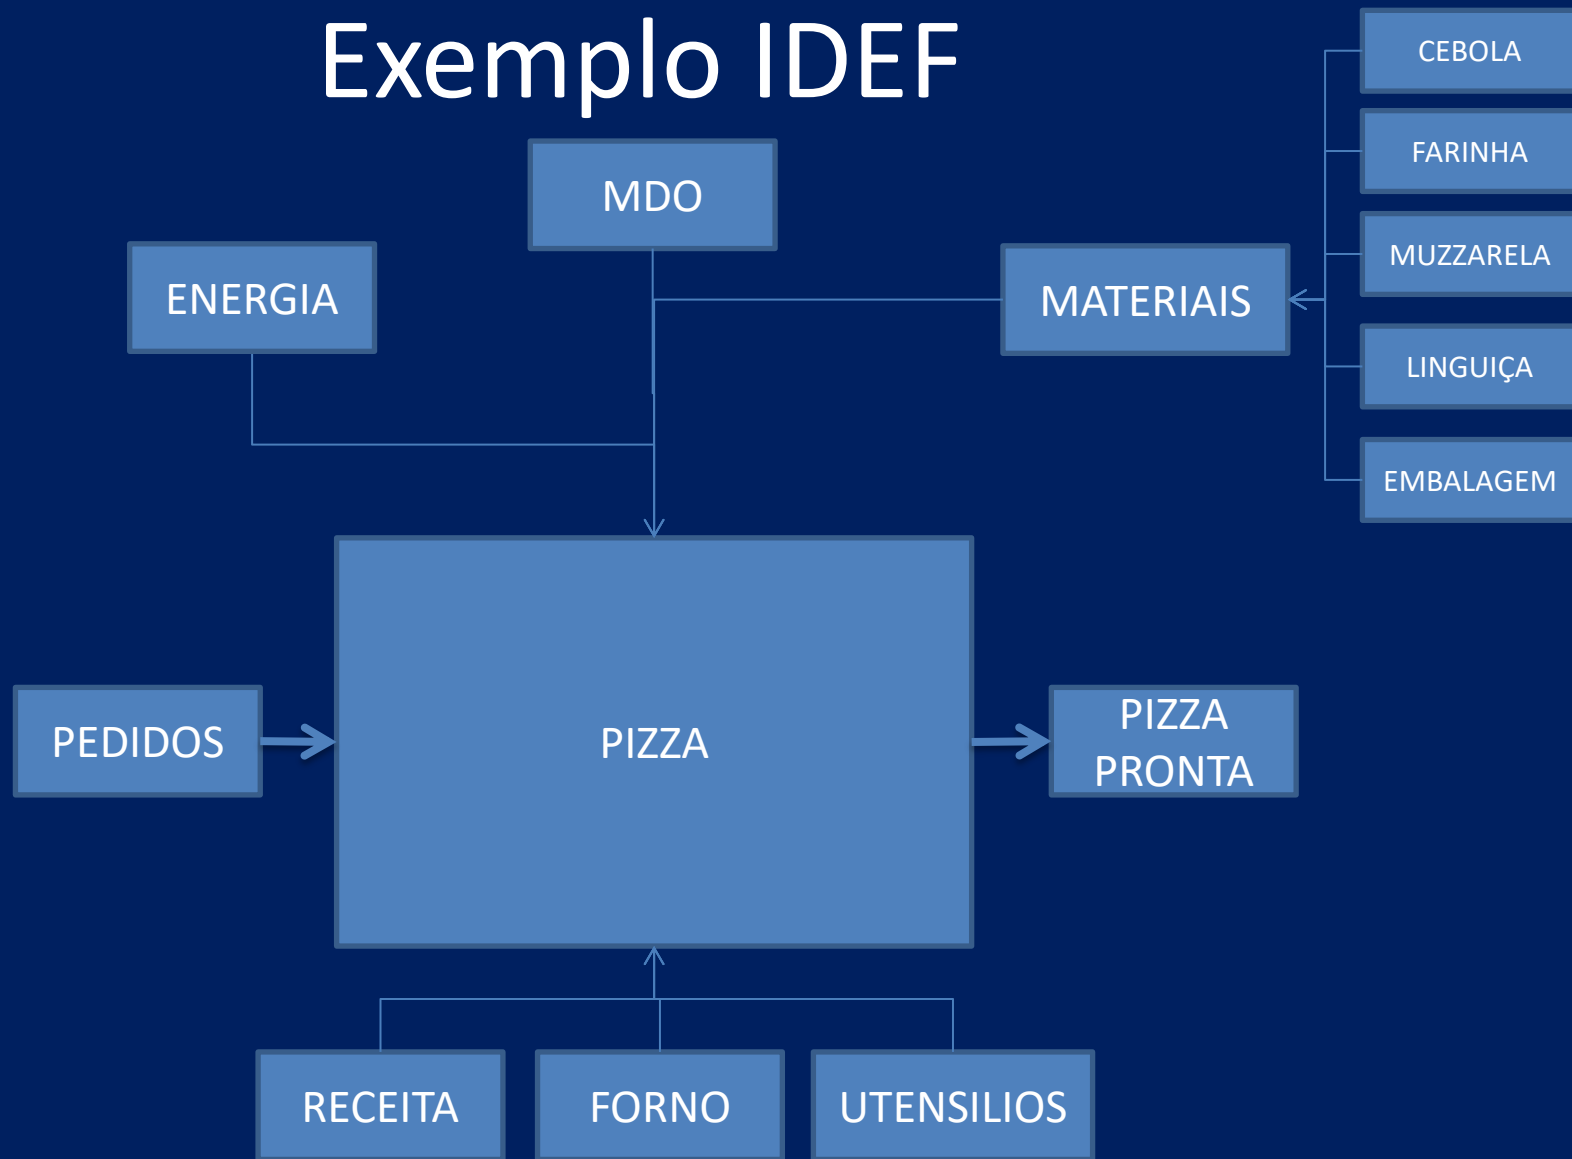 Exemplo IDEF
CEBOLA
FARINHA
MDO
MUZZARELA
ENERGIA
MATERIAIS
LINGUIÇA
EMBALAGEM
PEDIDOS
PIZZA
PIZZA
PRONTA
RECEITA
FORNO
UTENSILIOS